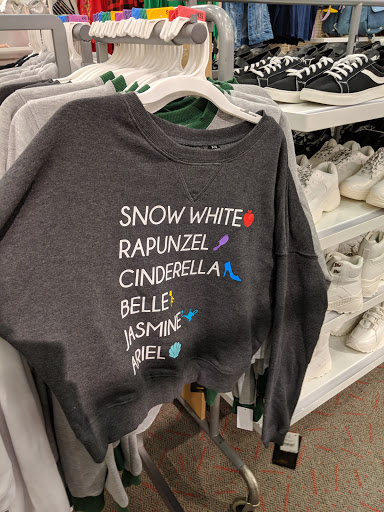 SNOW WHITE
RAPUNZEL
CINDERELLA
BELLE
JASMINE
ARIEL